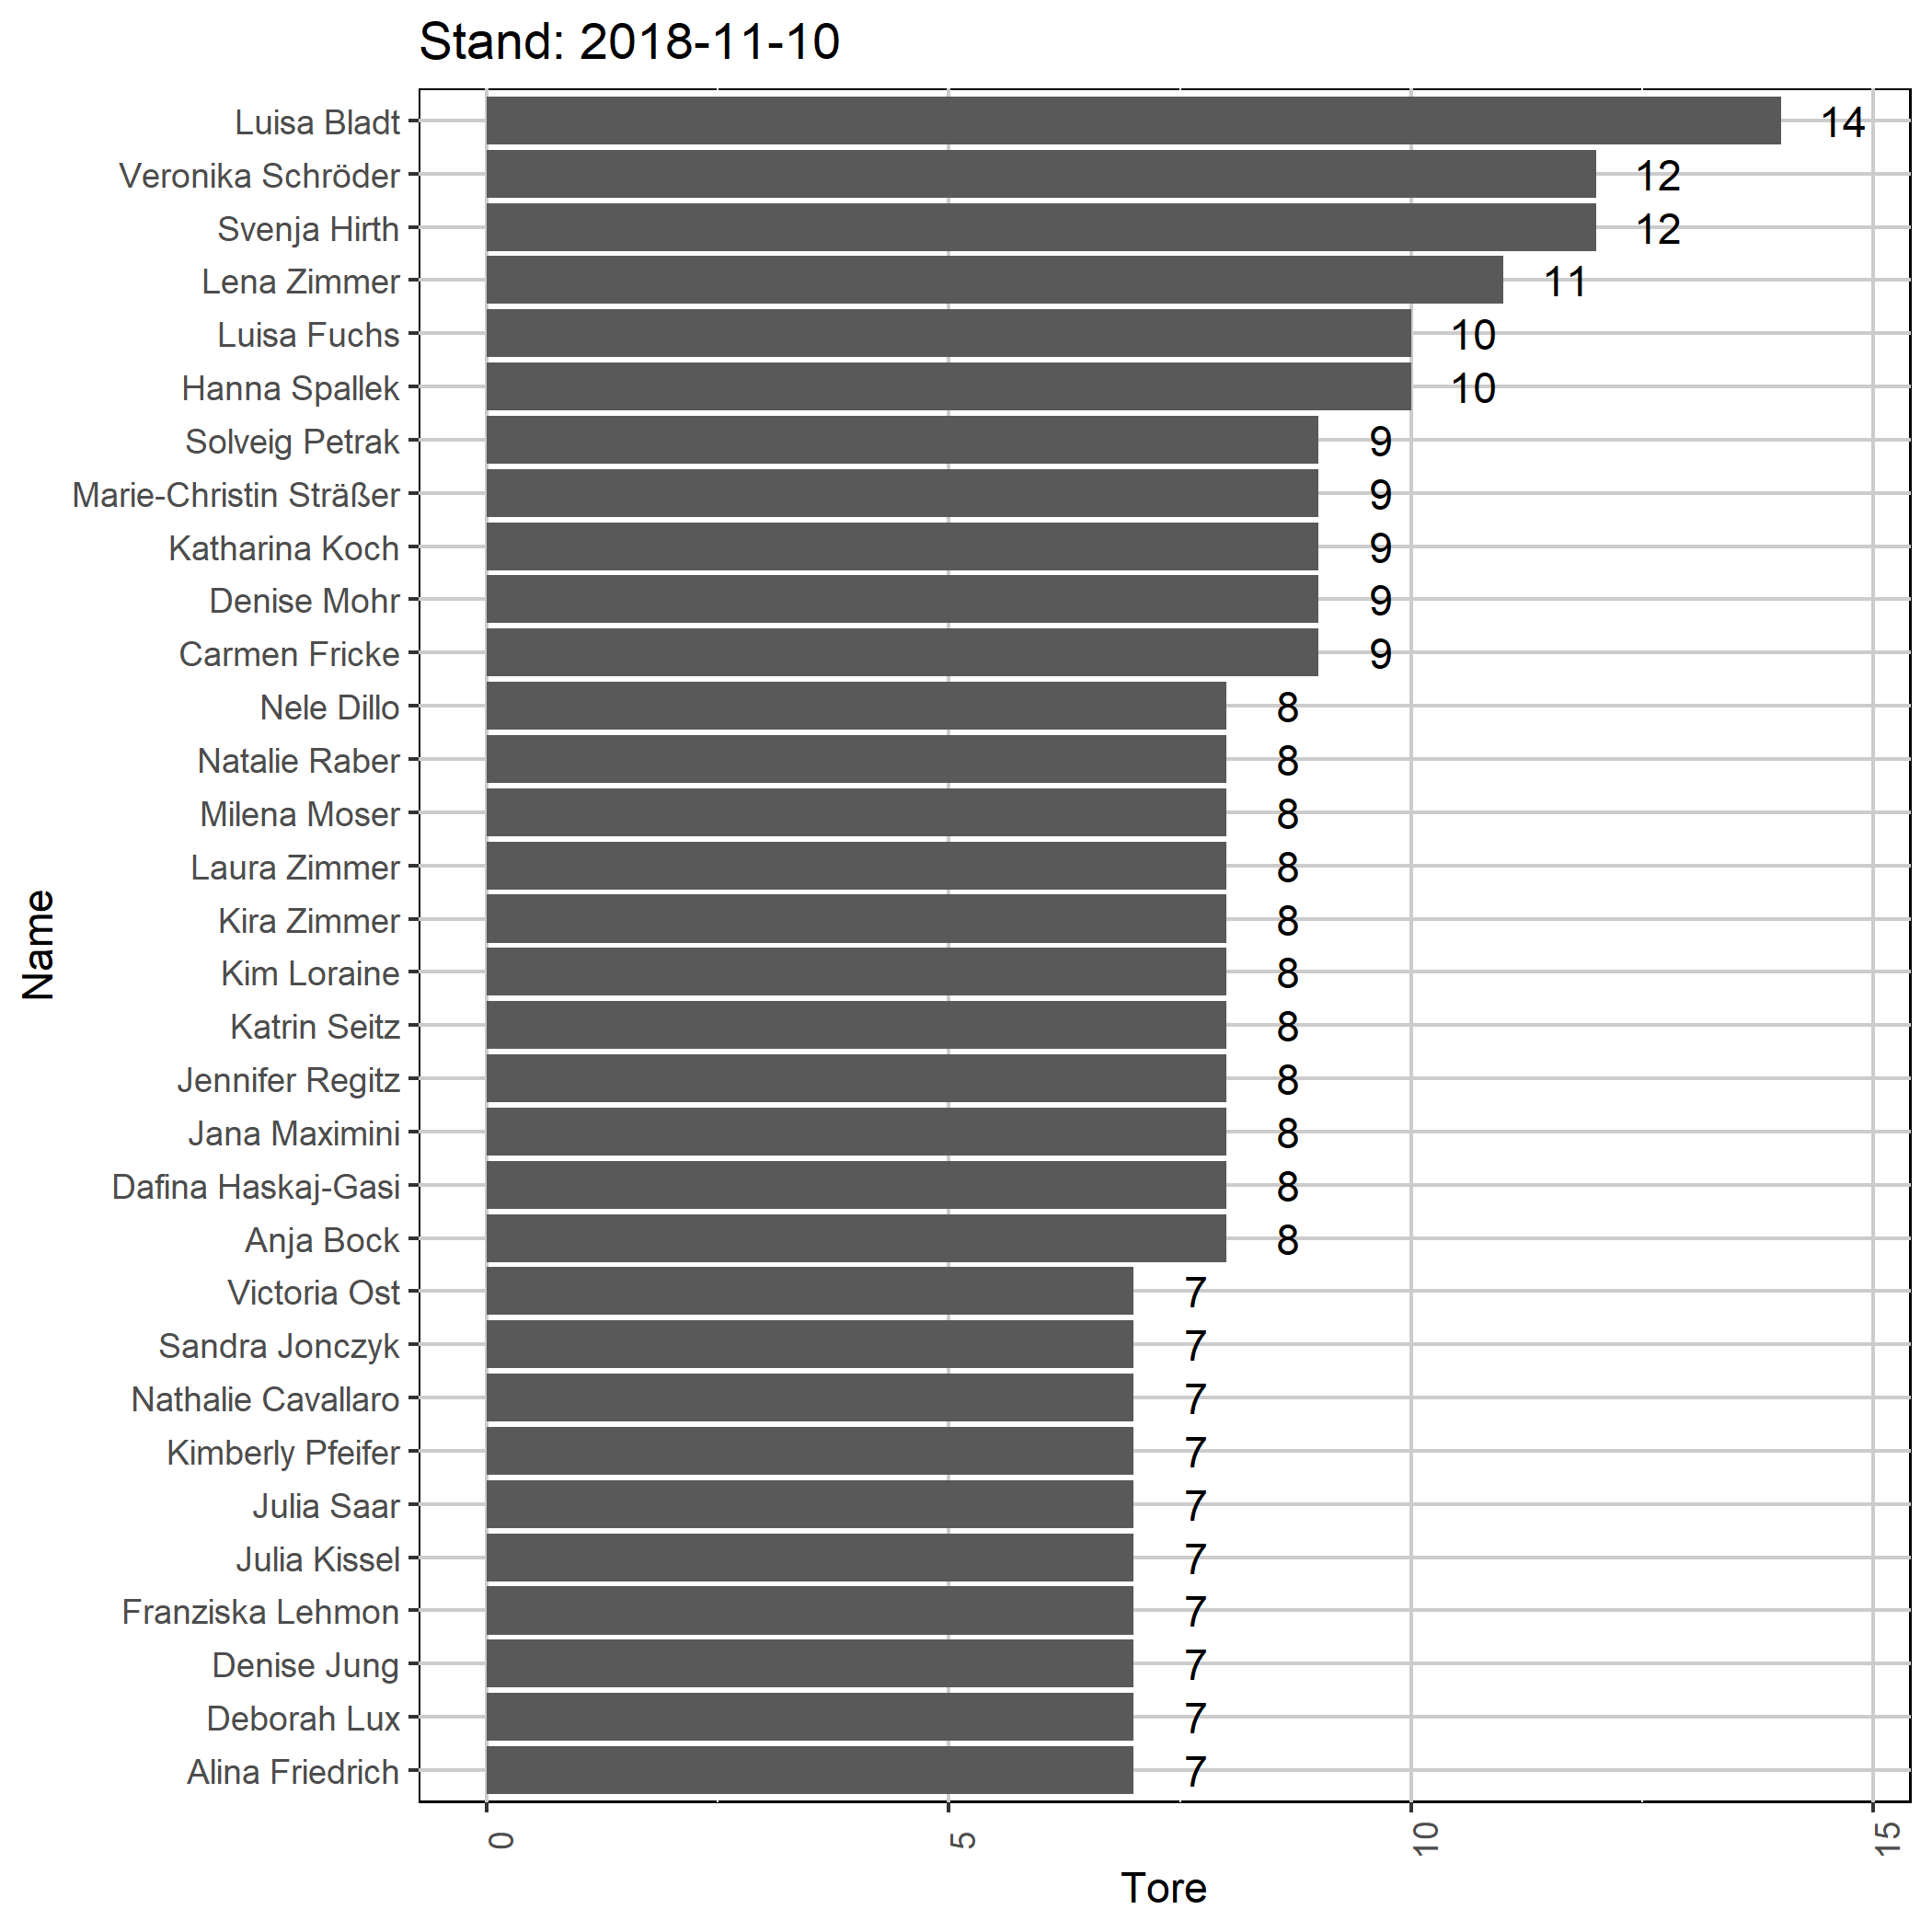 Stand: 2018-11-10
Luisa Bladt 14
Veronika Schröder 12
Svenja Hirth 12
Lena Zimmer 11
Luisa Fuchs 10
Hanna Spallek 10
Solveig Petrak 9
Marie-Christin Sträßer 9
Katharina Koch 9
Denise Mohr 9
Carmen Fricke 9
Nele Dillo 8
Natalie Raber 8
Milena Moser 8
Laura Zimmer 8
Kira Zimmer 8
Kim Loraine 8
Katrin Seitz 8
Jennifer Regitz 8
Jana Maximini 8
Dafina Haskaj-Gasi 8
Anja Bock 8
Victoria Ost 7
Sandra Jonczyk 7
Nathalie Cavallaro 7
Kimberly Pfeifer 7
Julia Saar 7
Julia Kissel 7
Franziska Lehmon 7
Denise Jung 7
Deborah Lux 7
Alina Friedrich 7
Name
0 5 10 15
Tore